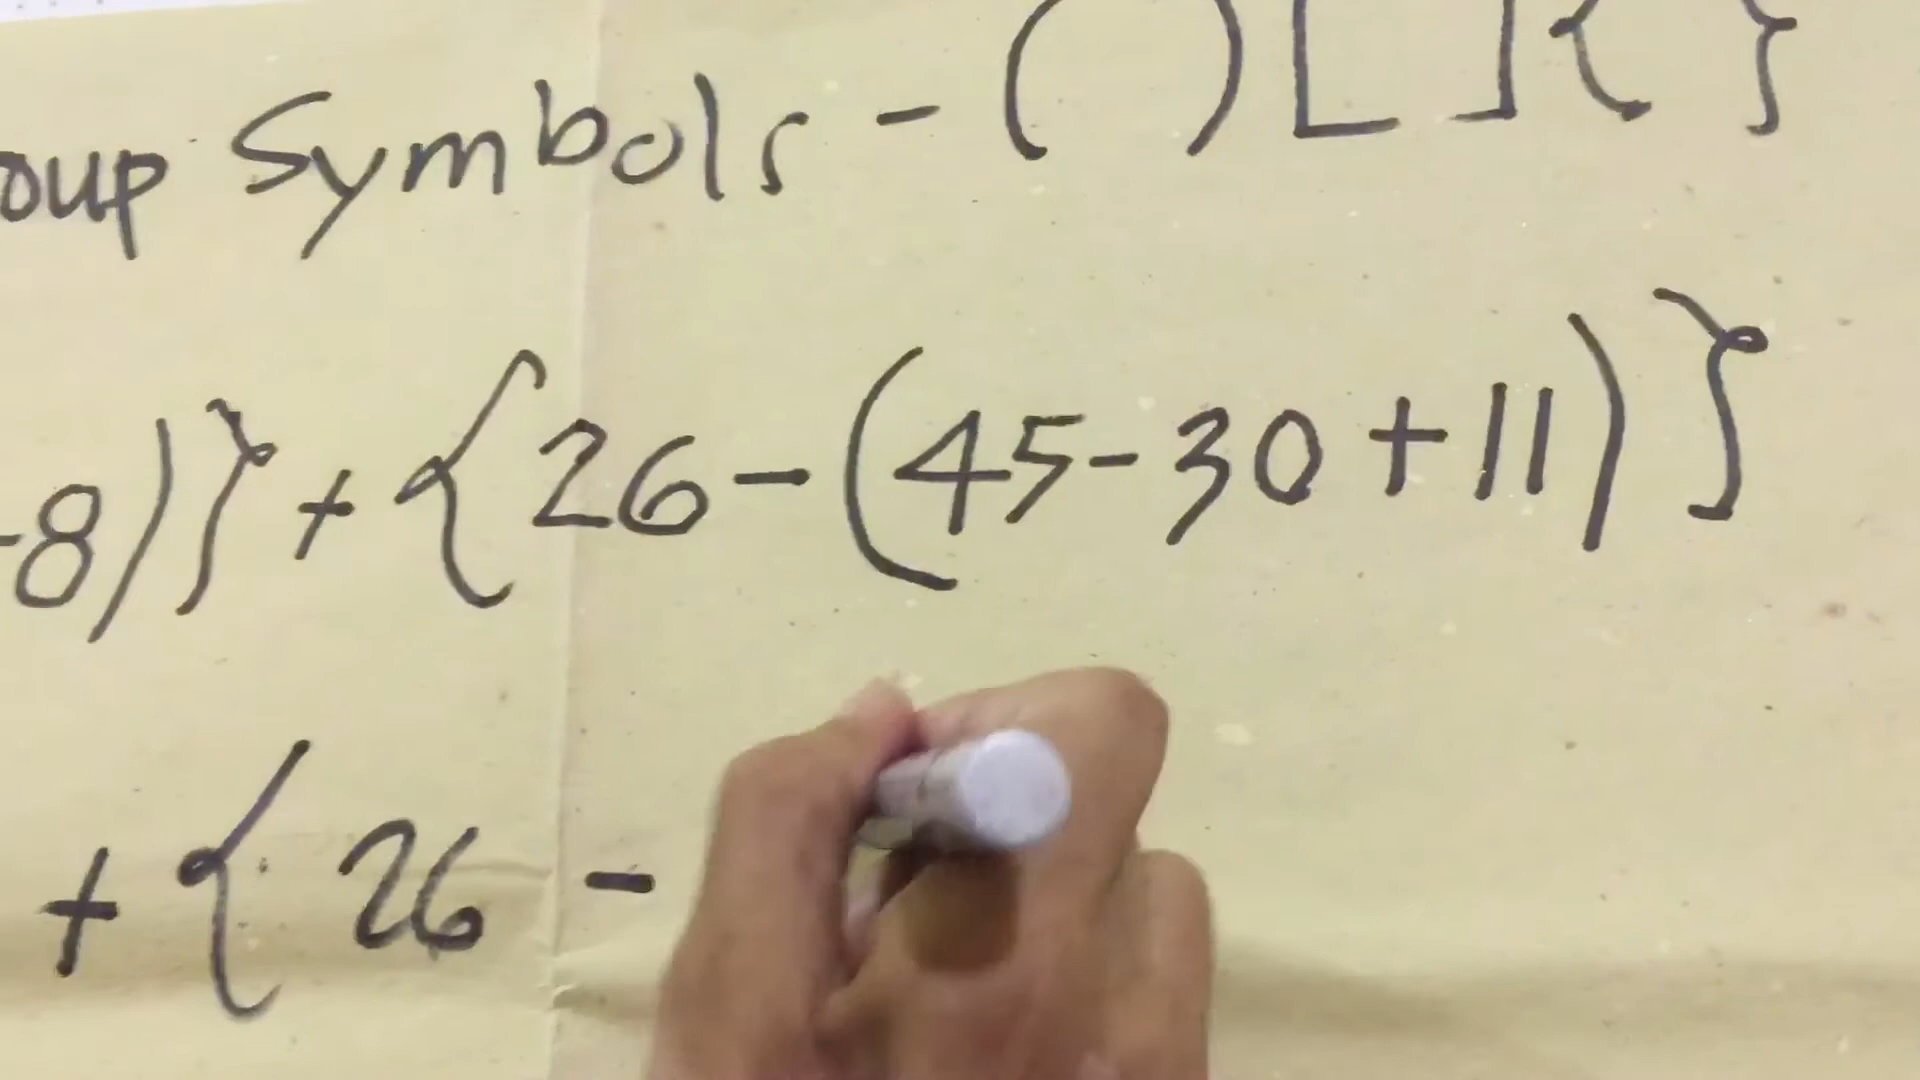 oup Symbols - ( ) [ ] { }
-8)} + {26 - (45 - 30 + 11)}
+ {26 -